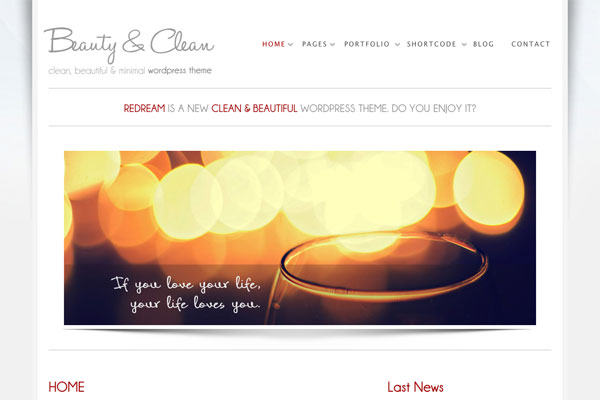 Beauty & Clean
clean, beautiful & minimal wordpress theme
HOME PAGES PORTFOLIO SHORTCODE BLOG CONTACT
REDREAM IS A NEW CLEAN & BEAUTIFUL WORDPRESS THEME. DO YOU ENJOY IT?
If you love your life,
your life loves you.
HOME
Last News